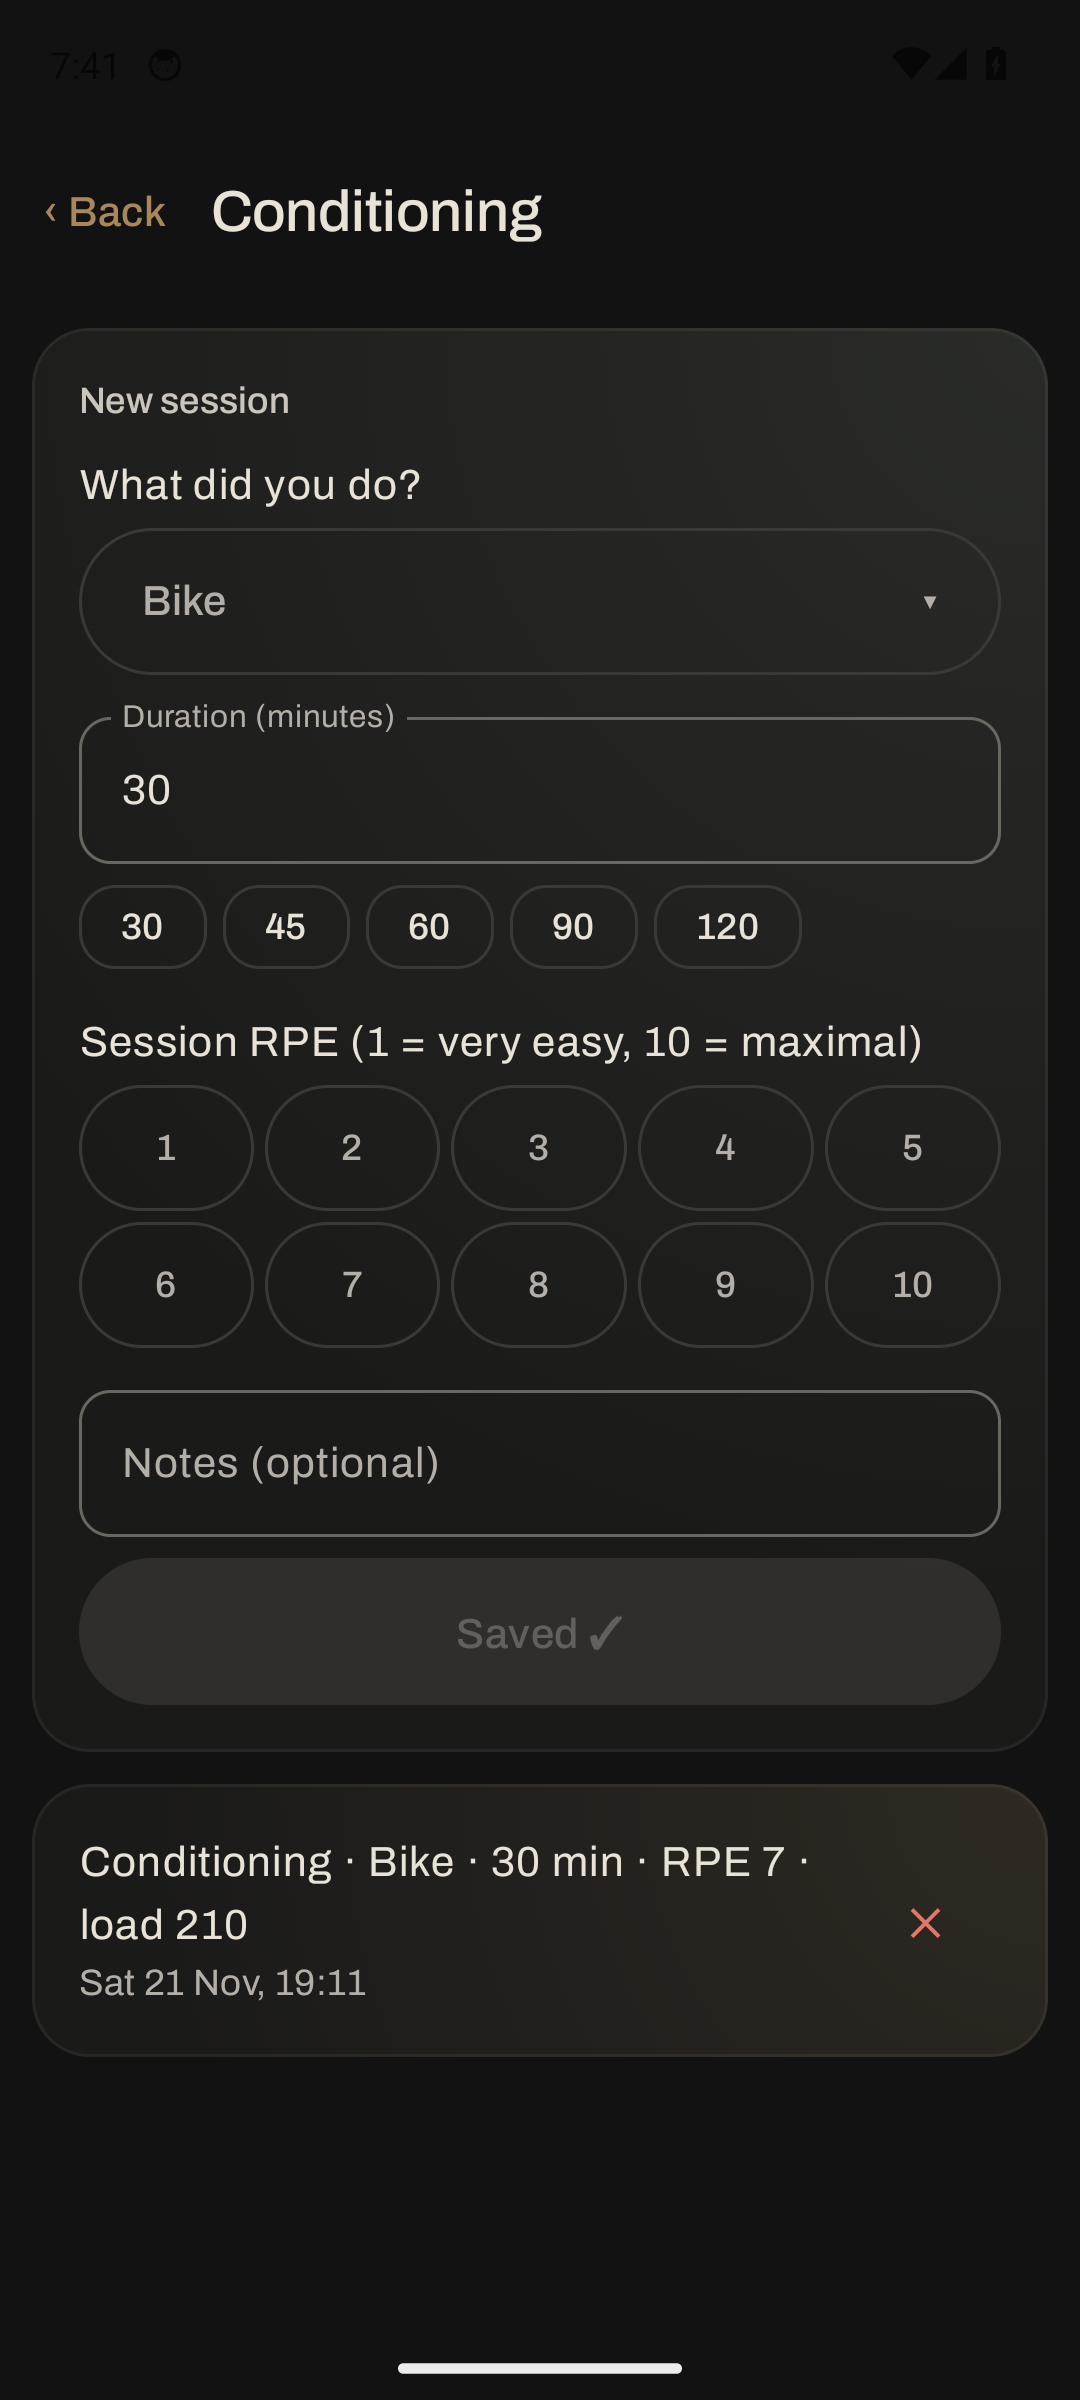 7:41
‹ Back Conditioning
New session
What did you do?
Bike ▾
Duration (minutes)
30
30 45 60 90 120
Session RPE (1 = very easy, 10 = maximal)
1 2 3 4 5
6 7 8 9 10
Notes (optional)
Saved ✓
Conditioning · Bike · 30 min · RPE 7 ·
load 210
Sat 21 Nov, 19:11